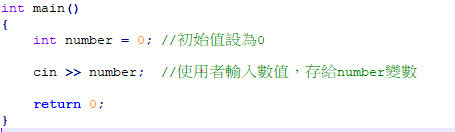 int main()
{
int number = 0; //初始值設為0
cin >> number; //使用者輸入數值，存給number變數
return 0;
}